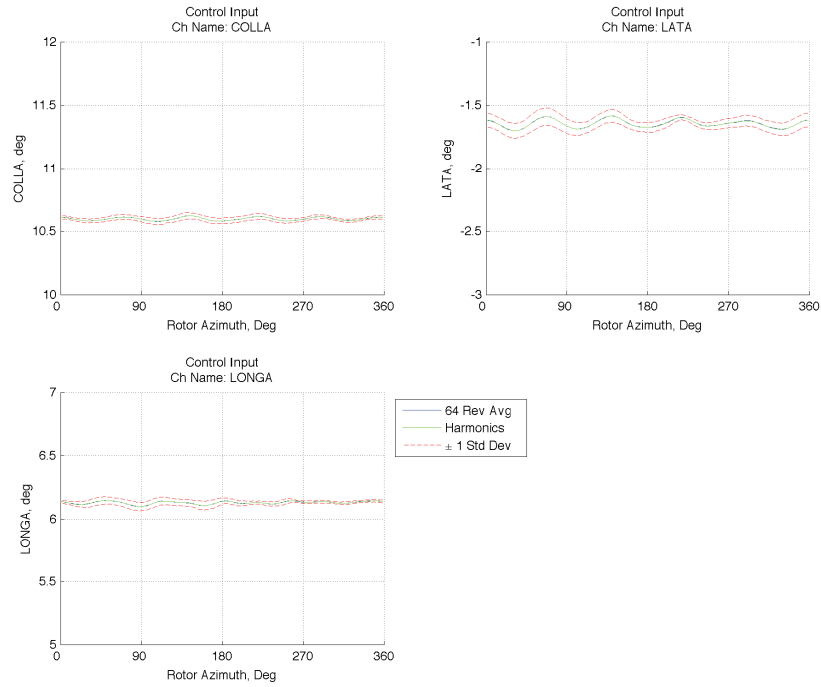 Control Input
Ch Name: COLLA
12
11.5
11
10.5
10
COLLA, deg
0 90 180 270 360
Rotor Azimuth, Deg
Control Input
Ch Name: LATA
-1
-1.5
-2
-2.5
-3
LATA, deg
0 90 180 270 360
Rotor Azimuth, Deg
Control Input
Ch Name: LONGA
7
6.5
6
5.5
5
LONGA, deg
0 90 180 270 360
Rotor Azimuth, Deg
64 Rev Avg
Harmonics
± 1 Std Dev